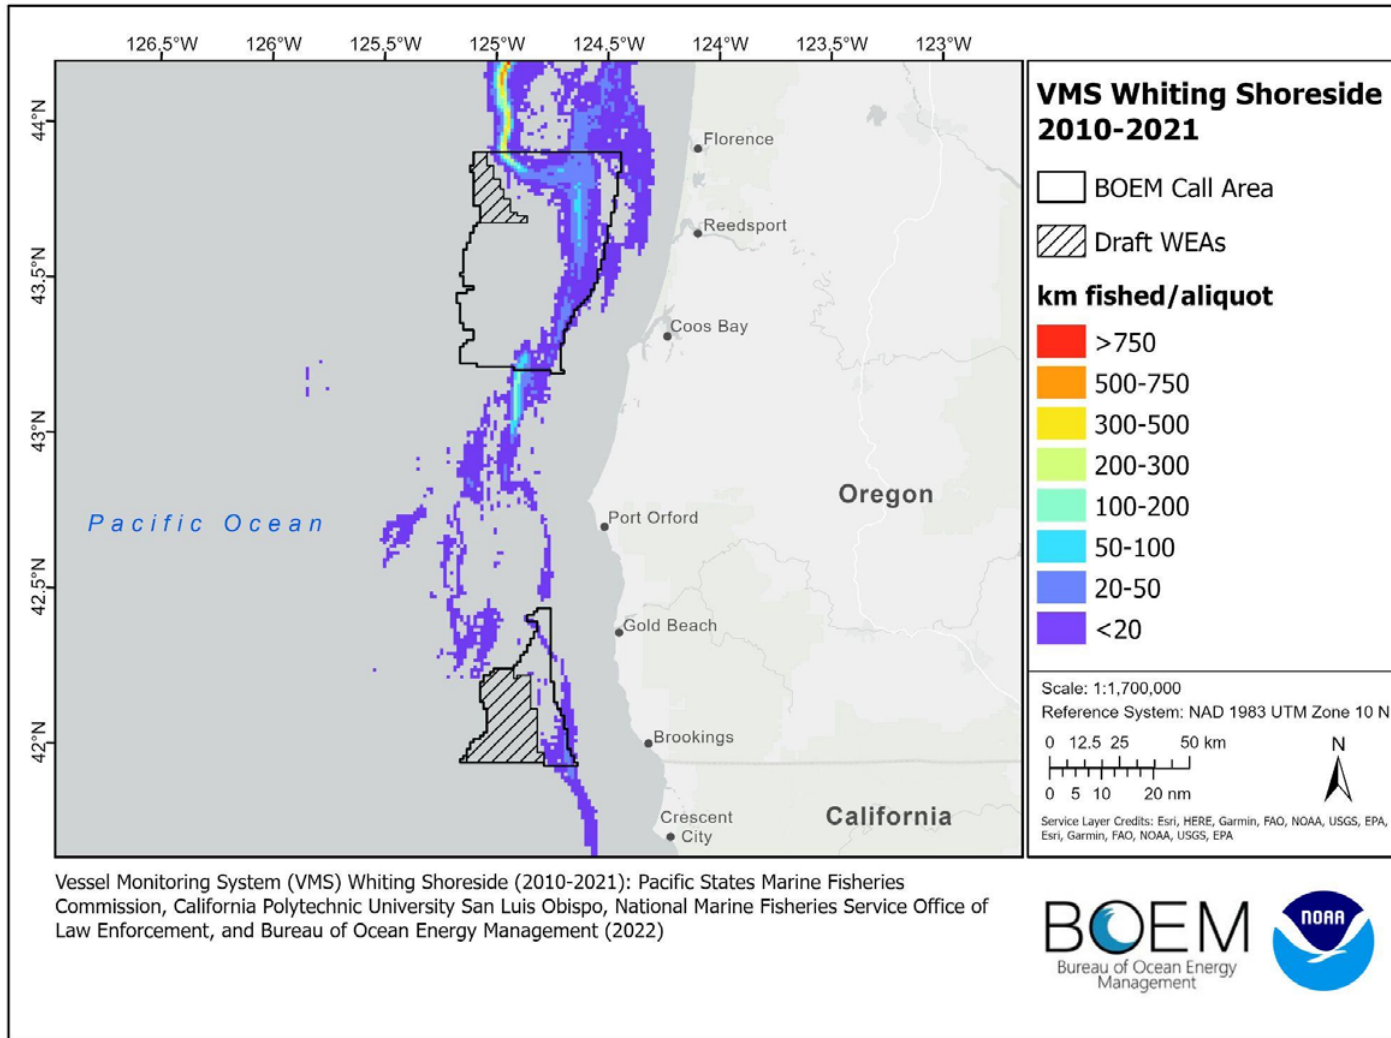 126.5°W 126°W 125.5°W 125°W 124.5°W 124°W 123.5°W 123°W
44°N
43.5°N
43°N
42.5°N
42°N
Florence
Reedsport
Coos Bay
Oregon
Pacific Ocean
Port Orford
Gold Beach
Brookings
California
Crescent
City
VMS Whiting Shoreside
2010-2021
BOEM Call Area
Draft WEAs
km fished/aliquot
>750
500-750
300-500
200-300
100-200
50-100
20-50
<20
Scale: 1:1,700,000
Reference System: NAD 1983 UTM Zone 10 N
0 12.5 25 50 km
0 5 10 20 nm
N
Service Layer Credits: Esri, HERE, Garmin, FAO, NOAA, USGS, EPA,
Esri, Garmin, FAO, NOAA, USGS, EPA
Vessel Monitoring System (VMS) Whiting Shoreside (2010-2021): Pacific States Marine Fisheries
Commission, California Polytechnic University San Luis Obispo, National Marine Fisheries Service Office of
Law Enforcement, and Bureau of Ocean Energy Management (2022)
BOEM
Bureau of Ocean Energy
Management
NOAA